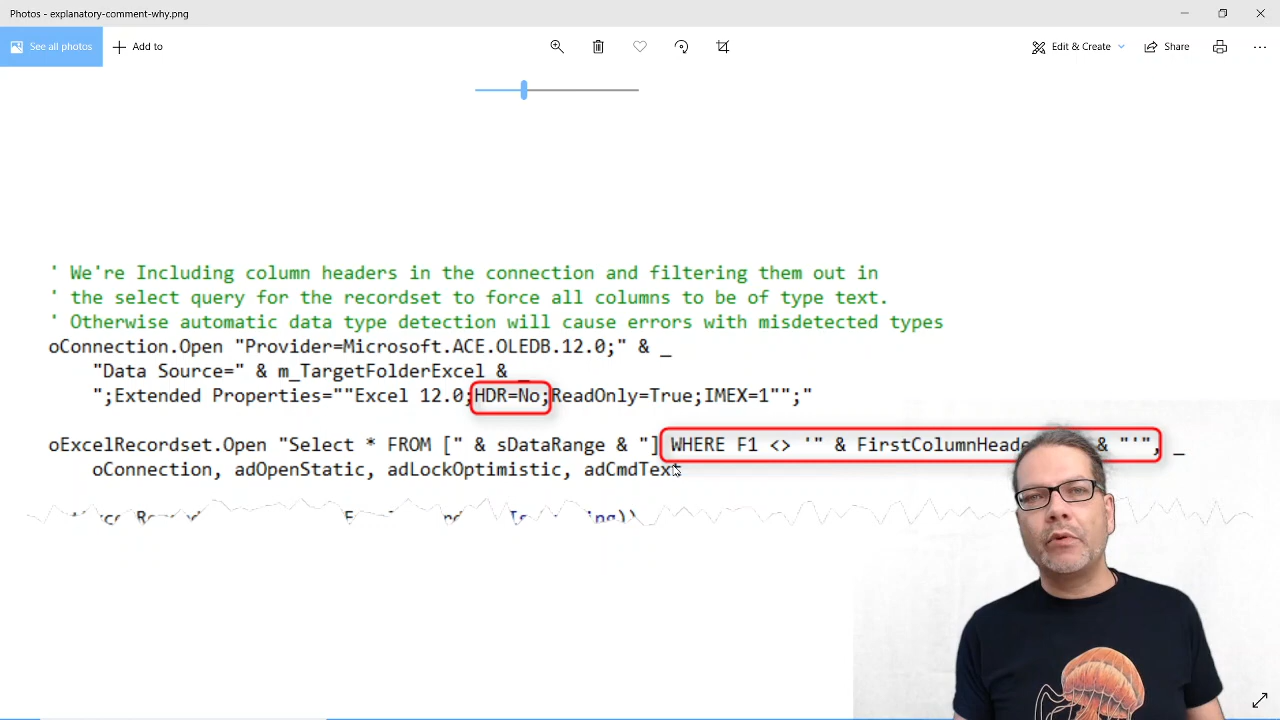 Photos - explanatory-comment-why.png
See all photos
Add to
Edit & Create
Share
' We're Including column headers in the connection and filtering them out in
' the select query for the recordset to force all columns to be of type text.
' Otherwise automatic data type detection will cause errors with misdetected types
oConnection.Open "Provider=Microsoft.ACE.OLEDB.12.0;" & _
"Data Source=" & m_TargetFolderExcel & _
";Extended Properties=""Excel 12.0;HDR=No;ReadOnly=True;IMEX=1"";"
oExcelRecordset.Open "Select * FROM [" & sDataRange & "] WHERE F1 <> '" & & "'", _
oConnection, adOpenStatic, adLockOptimistic, adCmdText